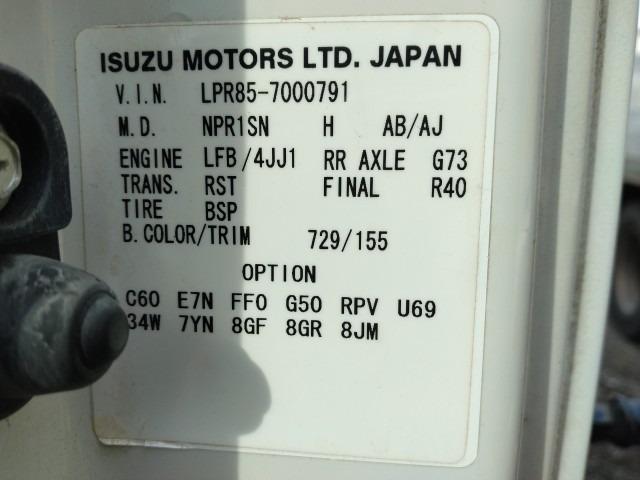 ISUZU MOTORS LTD. JAPAN
V.I.N. LPR85-7000791
M.D. NPR1SN H AB/AJ
ENGINE LFB/4JJ1 RR AXLE G73
TRANS. RST FINAL R40
TIRE BSP
B.COLOR/TRIM 729/155
OPTION
C60 E7N FF0 G50 RPV U69
34W 7YN 8GF 8GR 8JM